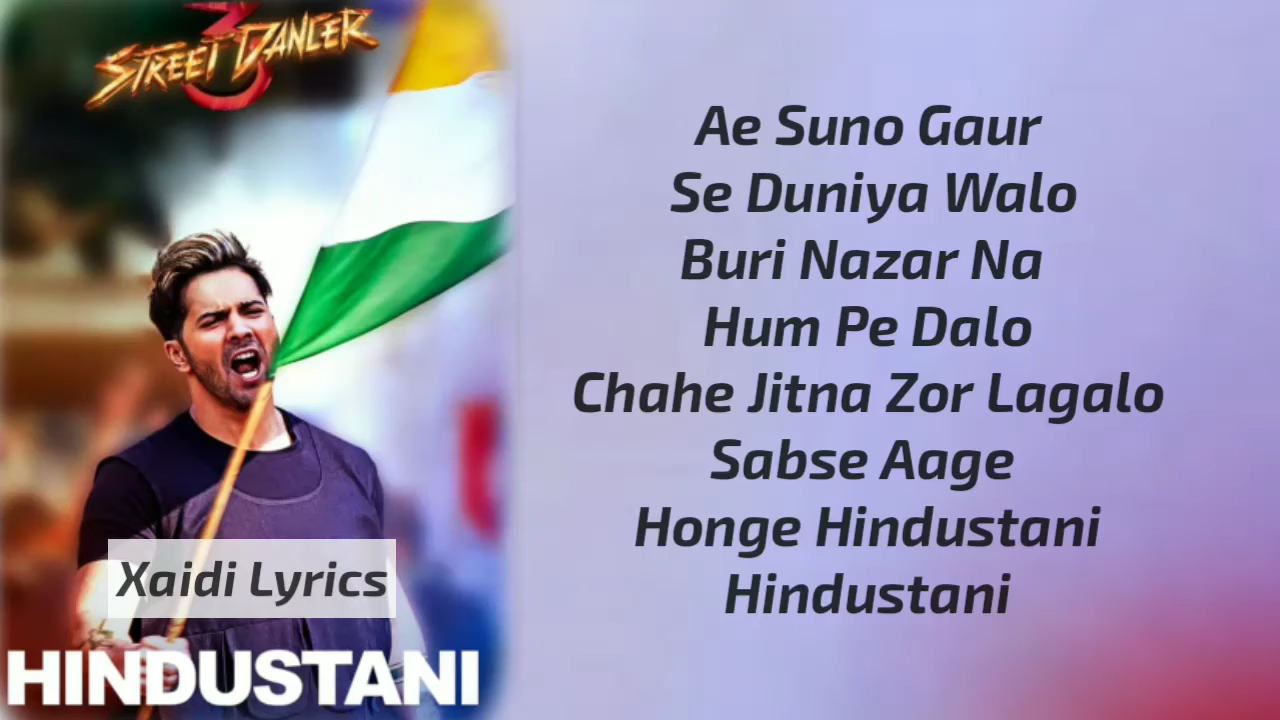 STREET DANCER
3
Ae Suno Gaur
Se Duniya Walo
Buri Nazar Na
Hum Pe Dalo
Chahe Jitna Zor Lagalo
Sabse Aage
Honge Hindustani
Hindustani
Xaidi Lyrics
HINDUSTANI